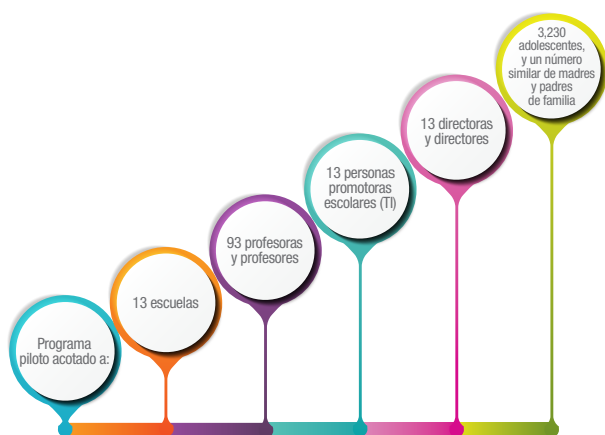 Programa
piloto acotado a:
13 escuelas
93 profesoras
y profesores
13 personas
promotoras
escolares (TI)
13 directoras
y directores
3,230
adolescentes,
y un número
similar de madres
y padres
de familia